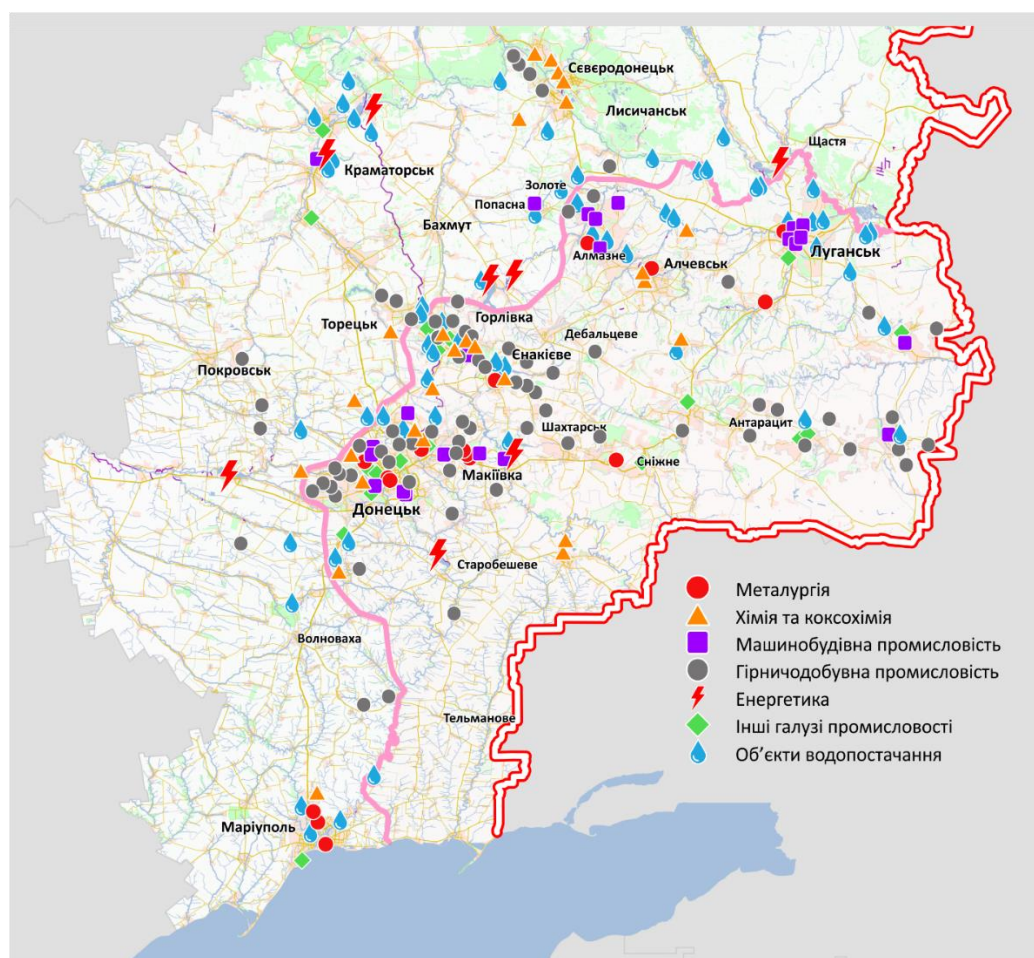 Сєвєродонецьк
Лисичанськ
Щастя
Краматорськ
Золоте
Попасна
Бахмут
Алмазне
Алчевськ
Луганськ
Торецьк
Горлівка
Дебальцеве
Єнакієве
Покровськ
Шахтарськ
Антарацит
Макіївка
Сніжне
Донецьк
Старобешеве
Волноваха
Тельманове
Маріуполь
Металургія
Хімія та коксохімія
Машинобудівна промисловість
Гірничодобувна промисловість
Енергетика
Інші галузі промисловості
Об’єкти водопостачання